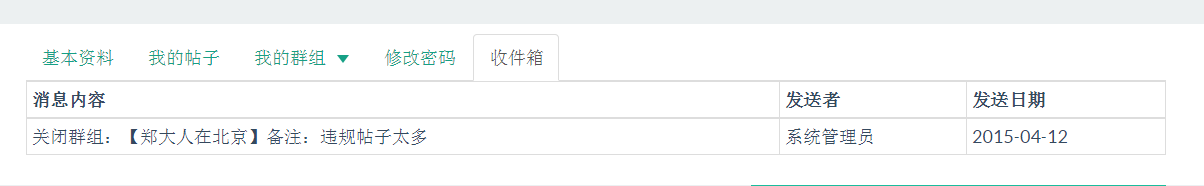 基本资料 我的帖子 我的群组 修改密码 收件箱
消息内容 发送者 发送日期
关闭群组：【郑大人在北京】备注：违规帖子太多 系统管理员 2015-04-12